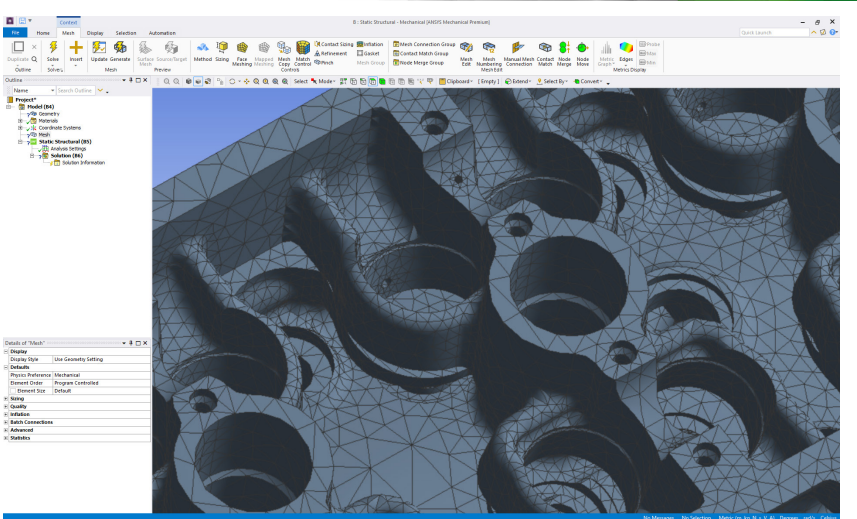 Context
B : Static Structural - Mechanical [ANSYS Mechanical Premium]
File Home Mesh Display Selection Automation
Quick Launch
Duplicate Q Solve Insert Update Generate Surface Mesh Source/Target Method Sizing Face Meshing Mapped Meshing Mesh Copy Match Control Contact Sizing Refinement Pinch Inflation Gasket Mesh Group Mesh Connection Group Contact Match Group Node Merge Group Mesh Edit Mesh Numbering Manual Mesh Connection Contact Match Node Merge Node Move Metric Graph Edges Probe Max Min
Outline Solve Mesh Preview Controls Mesh Edit Metrics Display
Outline
Select Mode Clipboard [ Empty ] Extend Select By Convert
Name Search Outline
Project*
Model (B4)
Geometry
Materials
Coordinate Systems
Mesh
Static Structural (B5)
Analysis Settings
Solution (B6)
Solution Information
Details of "Mesh"
Display
Display Style Use Geometry Setting
Defaults
Physics Preference Mechanical
Element Order Program Controlled
Element Size Default
Sizing
Quality
Inflation
Batch Connections
Advanced
Statistics
No Messages No Selection Metric (m, kg, N, s, V, A) Degrees rad/s Celsius